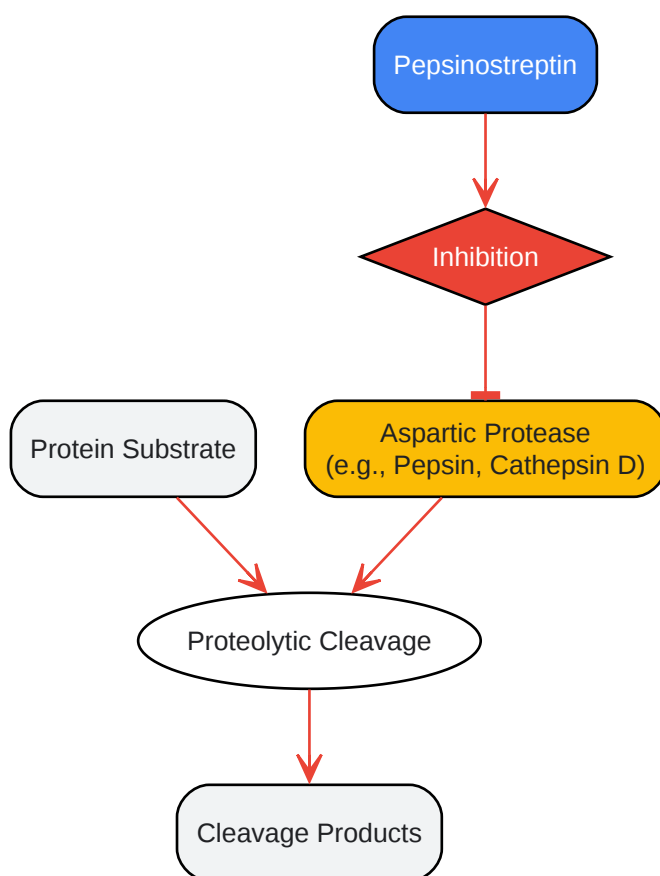 Pepsinostreptin
Inhibition
Protein Substrate
Aspartic Protease
(e.g., Pepsin, Cathepsin D)
Proteolytic Cleavage
Cleavage Products